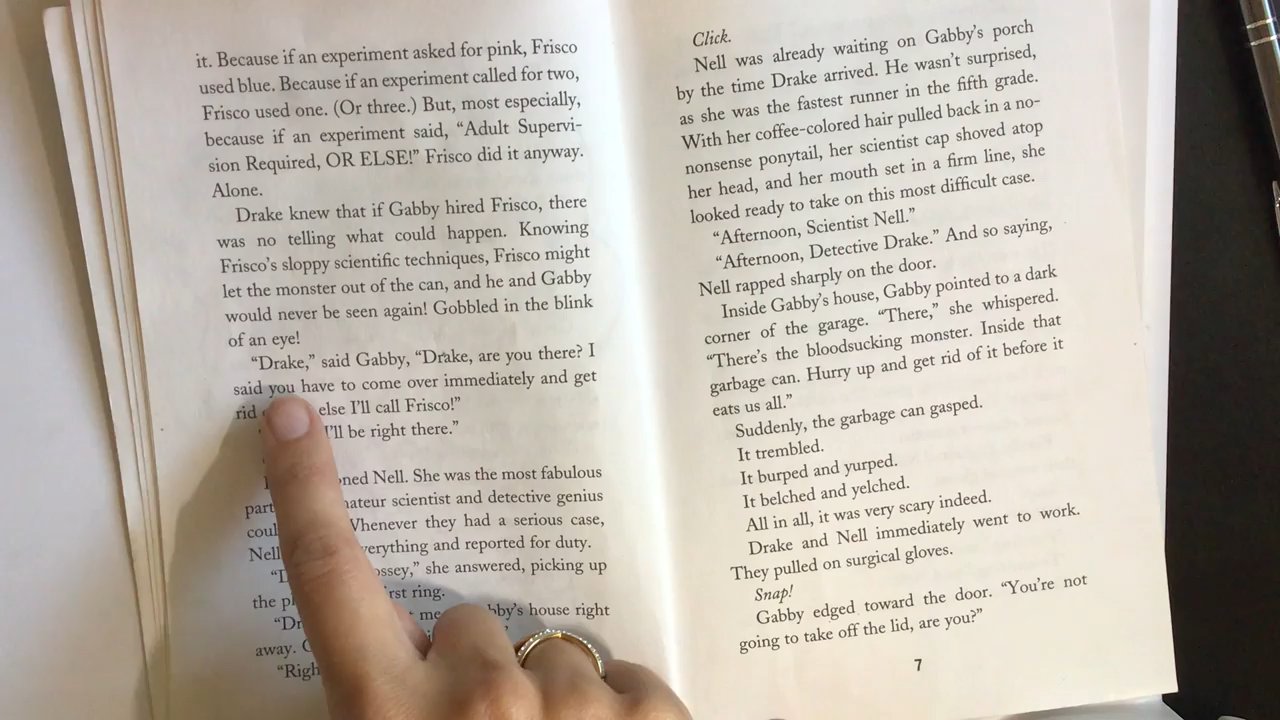 it. Because if an experiment asked for pink, Frisco
used blue. Because if an experiment called for two,
Frisco used one. (Or three.) But, most especially,
because if an experiment said, “Adult Supervi-
sion Required, OR ELSE!” Frisco did it anyway.
Alone.
Drake knew that if Gabby hired Frisco, there
was no telling what could happen. Knowing
Frisco’s sloppy scientific techniques, Frisco might
let the monster out of the can, and he and Gabby
would never be seen again! Gobbled in the blink
of an eye!
“Drake,” said Gabby, “Drake, are you there? I
said you have to come over immediately and get
rid else I’ll call Frisco!”
I’ll be right there.”
Nell. She was the most fabulous
scientist and detective genius
Whenever they had a serious case,
Nell everything and reported for duty.
she answered, picking up
the ring.
me house right
away.
7
Click.
Nell was already waiting on Gabby’s porch
by the time Drake arrived. He wasn’t surprised,
as she was the fastest runner in the fifth grade.
With her coffee-colored hair pulled back in a no-
nonsense ponytail, her scientist cap shoved atop
her head, and her mouth set in a firm line, she
looked ready to take on this most difficult case.
“Afternoon, Scientist Nell.”
“Afternoon, Detective Drake.” And so saying,
Nell rapped sharply on the door.
Inside Gabby’s house, Gabby pointed to a dark
corner of the garage. “There,” she whispered.
“There’s the bloodsucking monster. Inside that
garbage can. Hurry up and get rid of it before it
eats us all.”
Suddenly, the garbage can gasped.
It trembled.
It burped and yurped.
It belched and yelched.
All in all, it was very scary indeed.
Drake and Nell immediately went to work.
They pulled on surgical gloves.
Snap!
Gabby edged toward the door. “You’re not
going to take off the lid, are you?”